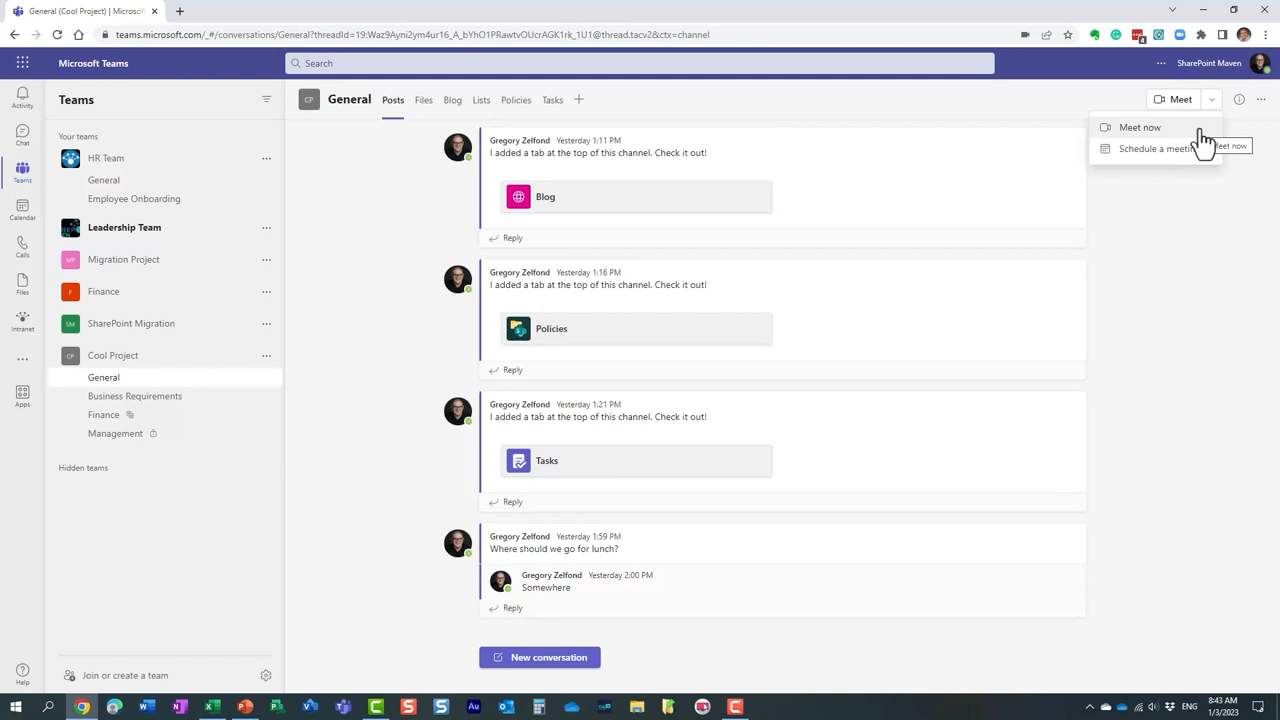 General (Cool Project) | Microsof
teams.microsoft.com/_#/conversations/General?threadId=19:Waz9Ayni2ym4ur16_A_bYhO1PRawtvOUcrAGK1rk_1U1@thread.tacv2&ctx=channel
Microsoft Teams
Search
SharePoint Maven
Activity
Chat
Teams
Calendar
Calls
Files
Intranet
Apps
Help
Teams
Your teams
HR Team
General
Employee Onboarding
Leadership Team
MP Migration Project
F Finance
SM SharePoint Migration
CP Cool Project
General
Business Requirements
Finance
Management
Hidden teams
Join or create a team
CP General Posts Files Blog Lists Policies Tasks
Meet
Meet now
Schedule a meeti
Meet now
Gregory Zelfond Yesterday 1:11 PM
I added a tab at the top of this channel. Check it out!
Blog
Reply
Gregory Zelfond Yesterday 1:16 PM
I added a tab at the top of this channel. Check it out!
Policies
Reply
Gregory Zelfond Yesterday 1:21 PM
I added a tab at the top of this channel. Check it out!
Tasks
Reply
Gregory Zelfond Yesterday 1:59 PM
Where should we go for lunch?
Gregory Zelfond Yesterday 2:00 PM
Somewhere
Reply
New conversation
ENG
8:43 AM
1/3/2023